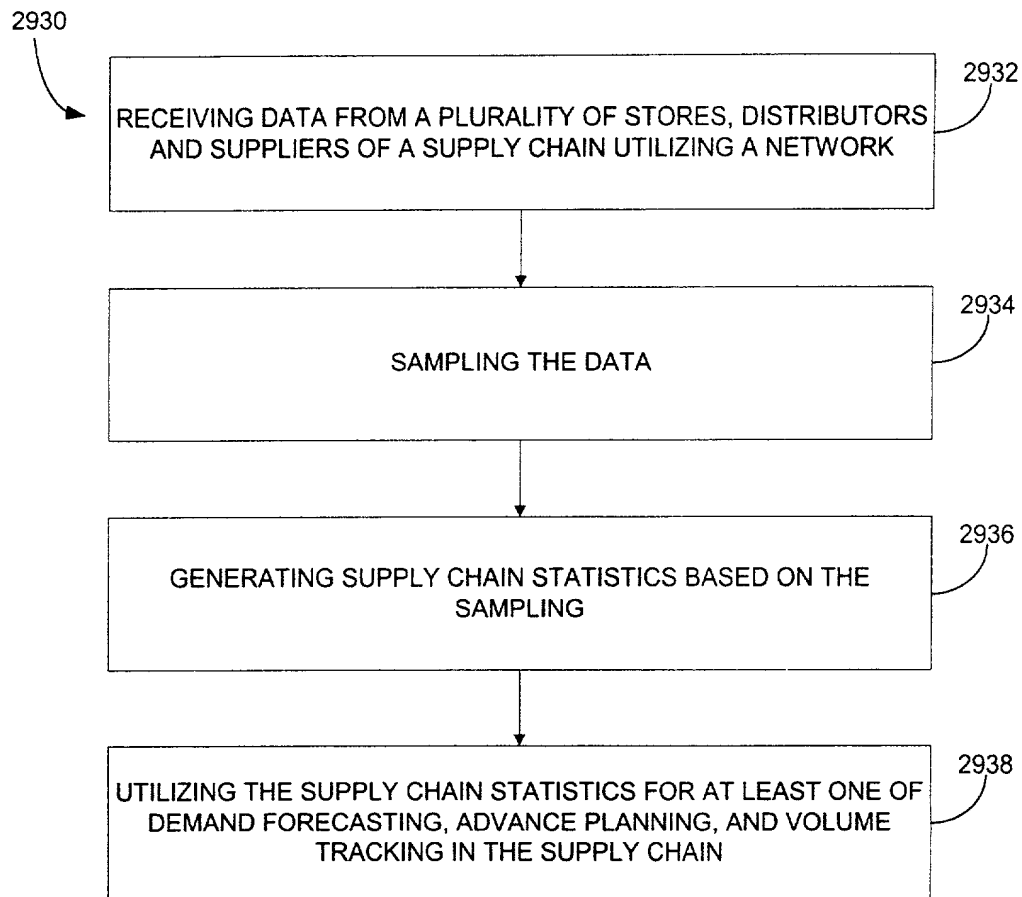 2930
2932
RECEIVING DATA FROM A PLURALITY OF STORES, DISTRIBUTORS
AND SUPPLIERS OF A SUPPLY CHAIN UTILIZING A NETWORK
2934
SAMPLING THE DATA
2936
GENERATING SUPPLY CHAIN STATISTICS BASED ON THE
SAMPLING
2938
UTILIZING THE SUPPLY CHAIN STATISTICS FOR AT LEAST ONE OF
DEMAND FORECASTING, ADVANCE PLANNING, AND VOLUME
TRACKING IN THE SUPPLY CHAIN